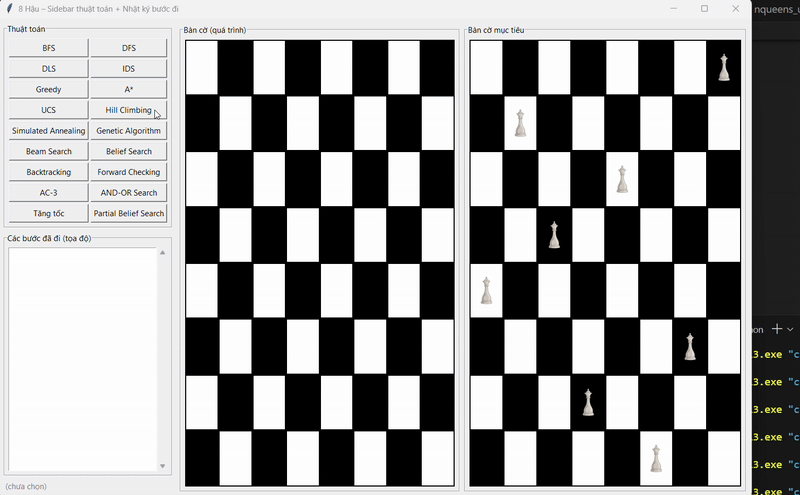 8 Hậu – Sidebar thuật toán + Nhật ký bước đi
nqueens_u
Thuật toán
BFS DFS
DLS IDS
Greedy A*
UCS Hill Climbing
Simulated Annealing Genetic Algorithm
Beam Search Belief Search
Backtracking Forward Checking
AC-3 AND-OR Search
Tăng tốc Partial Belief Search
Các bước đã đi (tọa độ)
(chưa chọn)
Bàn cờ (quá trình)
Bàn cờ mục tiêu
on
3.exe "c
3.exe "c
3.exe "c
3.exe "c
3.exe "c
3.exe "c